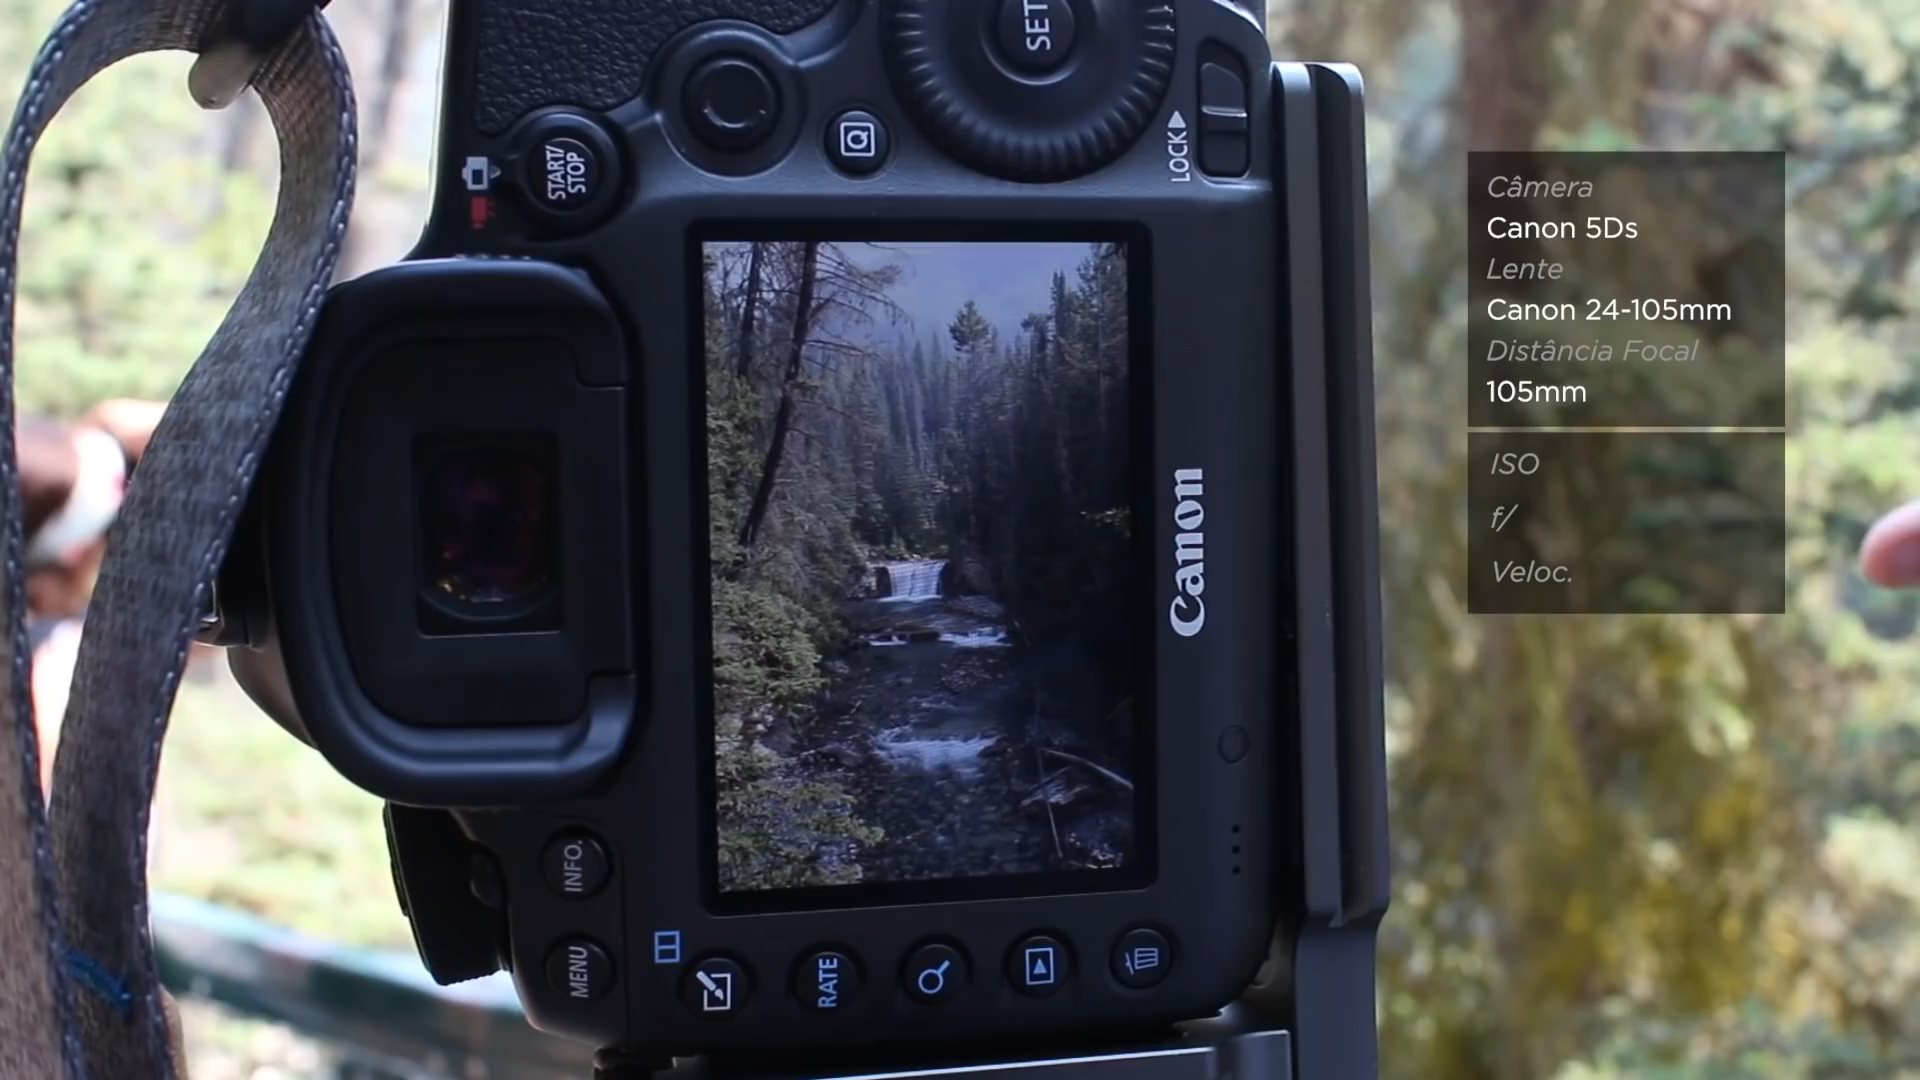 SET
Q
LOCK
START/
STOP
Canon
INFO.
MENU
RATE
Câmera
Canon 5Ds
Lente
Canon 24-105mm
Distância Focal
105mm
ISO
f/
Veloc.